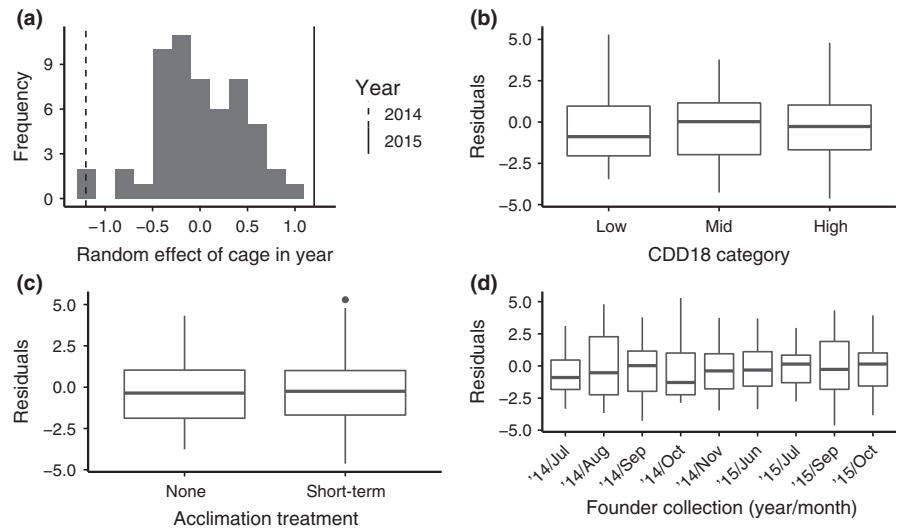 (a)
Frequency
9
6
3
0
−1.0 −0.5 0.0 0.5 1.0
Random effect of cage in year
Year
2014
2015
(b)
Residuals
5.0
2.5
0.0
−2.5
−5.0
Low Mid High
CDD18 category
(c)
Residuals
5.0
2.5
0.0
−2.5
−5.0
None Short-term
Acclimation treatment
(d)
Residuals
5.0
2.5
0.0
−2.5
−5.0
’14/Jul ’14/Aug ’14/Sep ’14/Oct ’14/Nov ’15/Jun ’15/Jul ’15/Sep ’15/Oct
Founder collection (year/month)